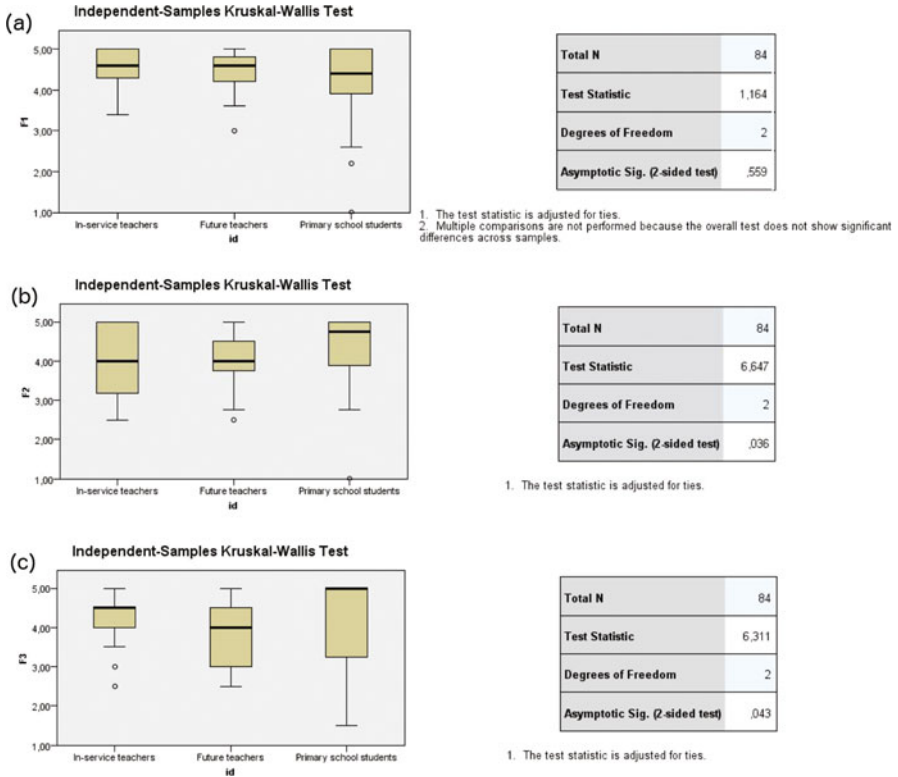 (a)
Independent-Samples Kruskal-Wallis Test
5,00
4,00
3,00
2,00
1,00
F1
In-service teachers Future teachers Primary school students
id
Total N 84
Test Statistic 1,164
Degrees of Freedom 2
Asymptotic Sig. (2-sided test) ,559
1. The test statistic is adjusted for ties.
2. Multiple comparisons are not performed because the overall test does not show significant
differences across samples.
(b)
Independent-Samples Kruskal-Wallis Test
5,00
4,00
3,00
2,00
1,00
F2
In-service teachers Future teachers Primary school students
id
Total N 84
Test Statistic 6,647
Degrees of Freedom 2
Asymptotic Sig. (2-sided test) ,036
1. The test statistic is adjusted for ties.
(c)
Independent-Samples Kruskal-Wallis Test
5,00
4,00
3,00
2,00
1,00
F3
In-service teachers Future teachers Primary school students
id
Total N 84
Test Statistic 6,311
Degrees of Freedom 2
Asymptotic Sig. (2-sided test) ,043
1. The test statistic is adjusted for ties.